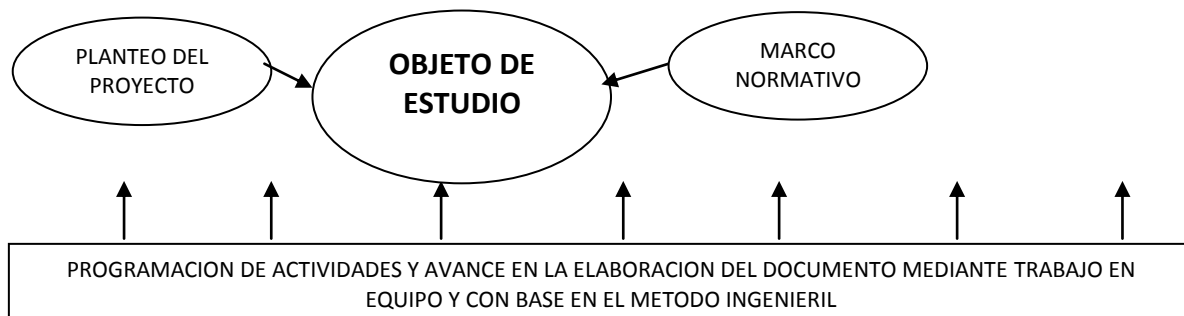 PLANTEO DEL
PROYECTO
OBJETO DE
ESTUDIO
MARCO
NORMATIVO
PROGRAMACION DE ACTIVIDADES Y AVANCE EN LA ELABORACION DEL DOCUMENTO MEDIANTE TRABAJO EN
EQUIPO Y CON BASE EN EL METODO INGENIERIL